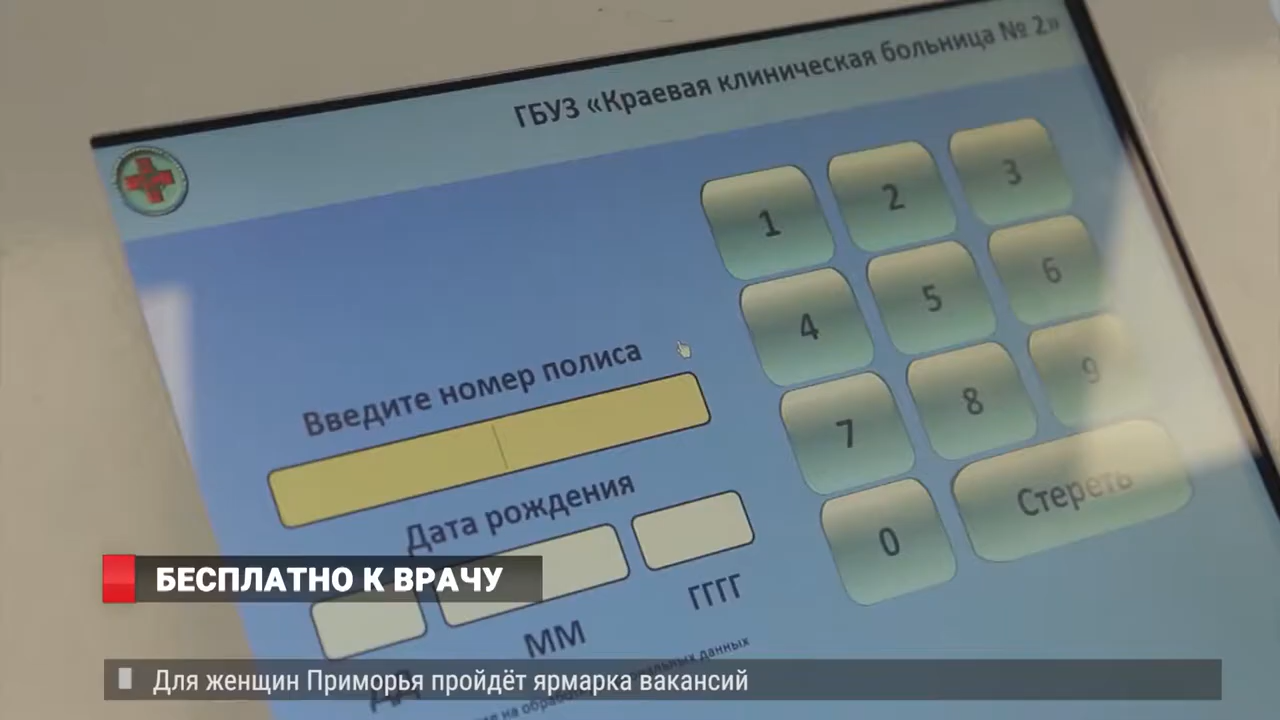 ГБУЗ «Краевая клиническая больница № 2»
1
2
3
4
5
6
7
8
9
0
Стереть
Введите номер полиса
Дата рождения
ММ
ГГГГ
БЕСПЛАТНО К ВРАЧУ
Для женщин Приморья пройдёт ярмарка вакансий